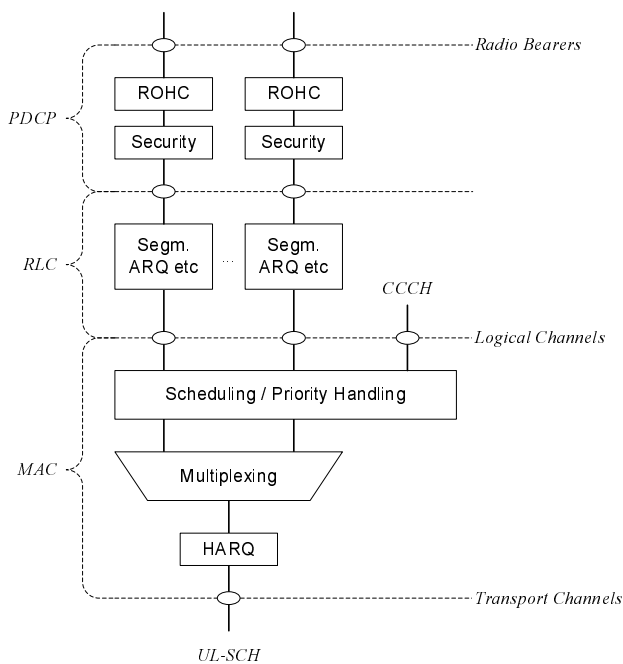 Radio Bearers
ROHC
ROHC
PDCP
Security
Security
Segm.
ARQ etc
...
Segm.
ARQ etc
RLC
CCCH
Logical Channels
Scheduling / Priority Handling
MAC
Multiplexing
HARQ
Transport Channels
UL-SCH